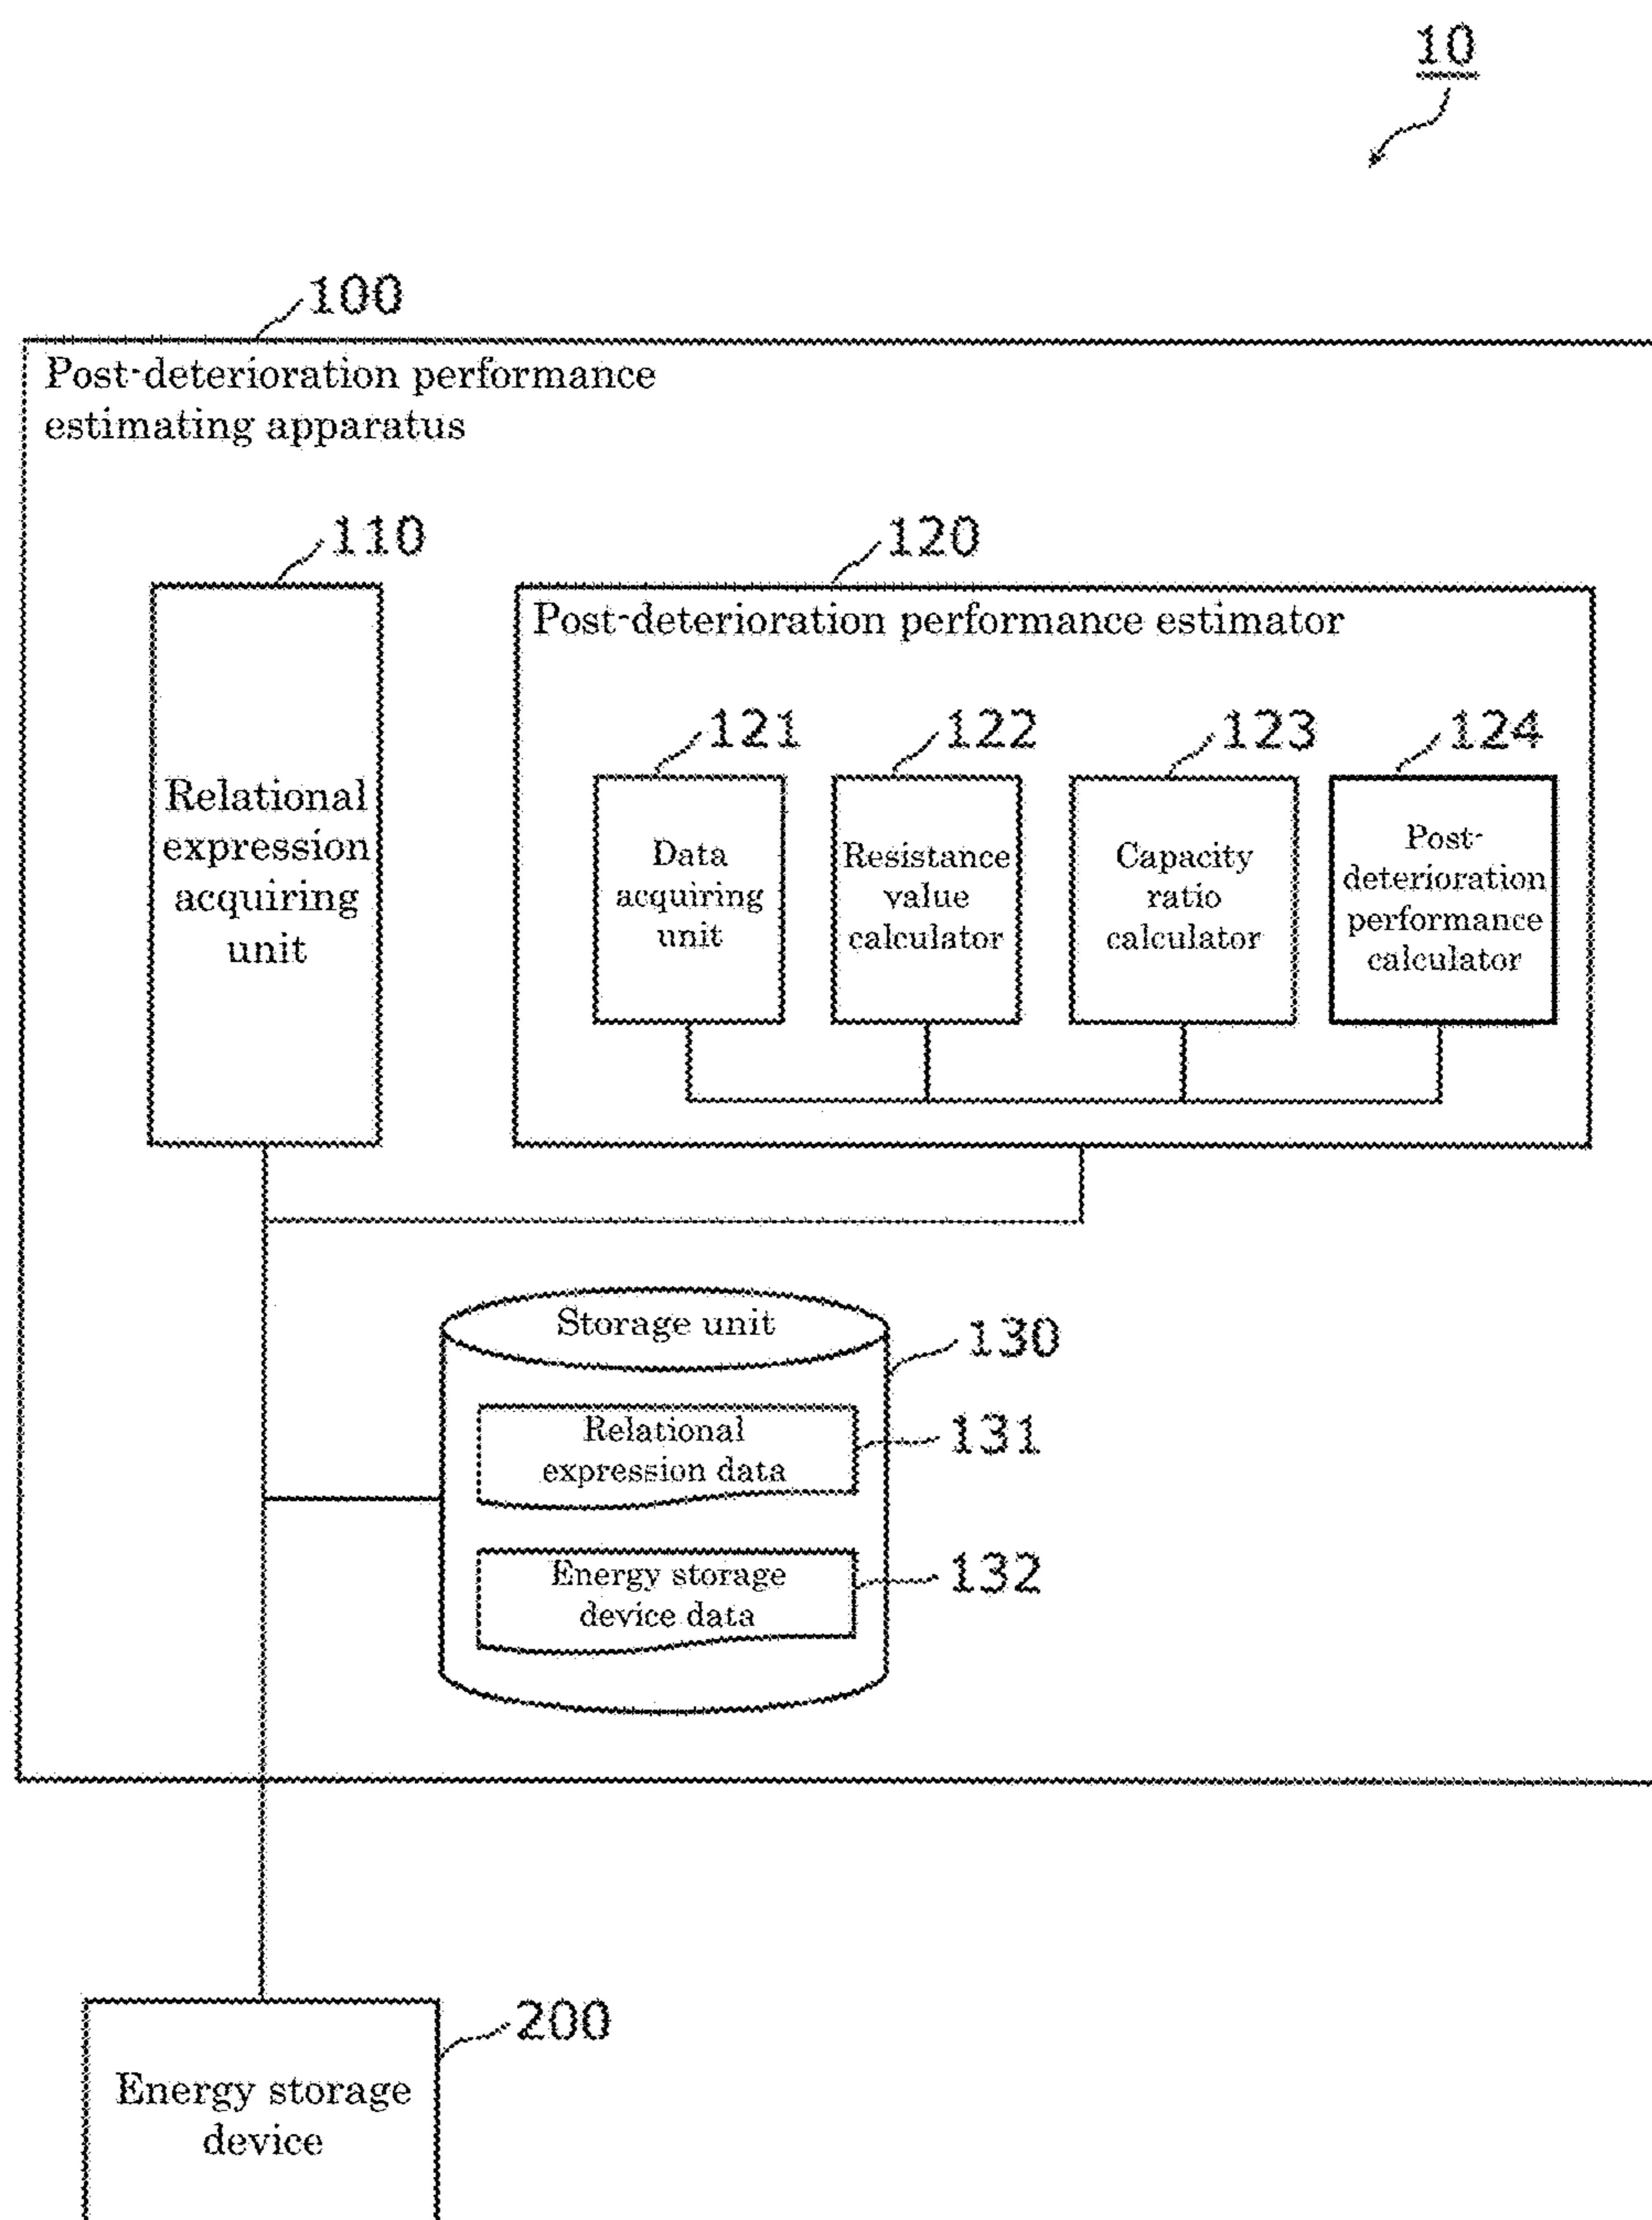 10
100
Post-deterioration performance
estimating apparatus
110
120
Relational
expression
acquiring
unit
Post-deterioration performance estimator
121
122
123
124
Data
acquiring
unit
Resistance
value
calculator
Capacity
ratio
calculator
Post-
deterioration
performance
calculator
Storage unit
130
Relational
expression data
131
Energy storage
device data
132
200
Energy storage
device